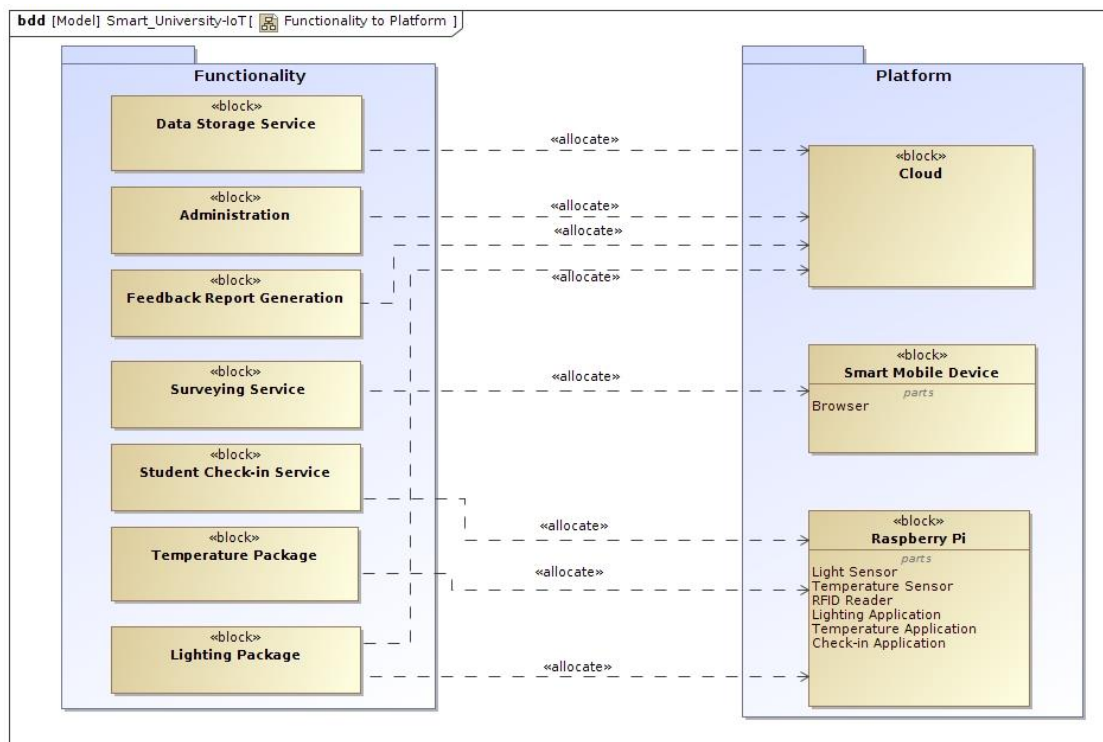 bdd [Model] Smart_University-IoT[ Functionality to Platform ]
Functionality
«block»
Data Storage Service
«block»
Administration
«block»
Feedback Report Generation
«block»
Surveying Service
«block»
Student Check-in Service
«block»
Temperature Package
«block»
Lighting Package
«allocate»
«allocate»
«allocate»
«allocate»
«allocate»
«allocate»
«allocate»
«allocate»
Platform
«block»
Cloud
«block»
Smart Mobile Device
parts
Browser
«block»
Raspberry Pi
parts
Light Sensor
Temperature Sensor
RFID Reader
Lighting Application
Temperature Application
Check-in Application